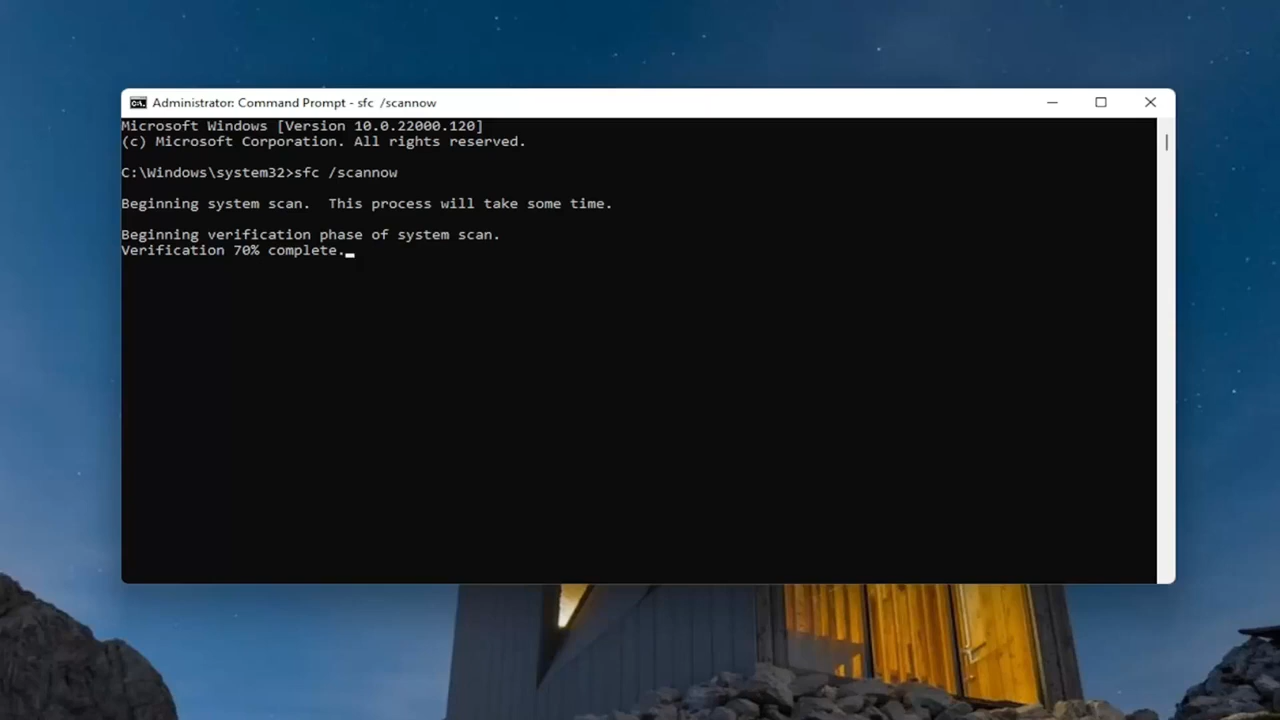 Administrator: Command Prompt - sfc  /scannow
Microsoft Windows [Version 10.0.22000.120]
(c) Microsoft Corporation. All rights reserved.
C:\Windows\system32>sfc /scannow
Beginning system scan.  This process will take some time.
Beginning verification phase of system scan.
Verification 70% complete.